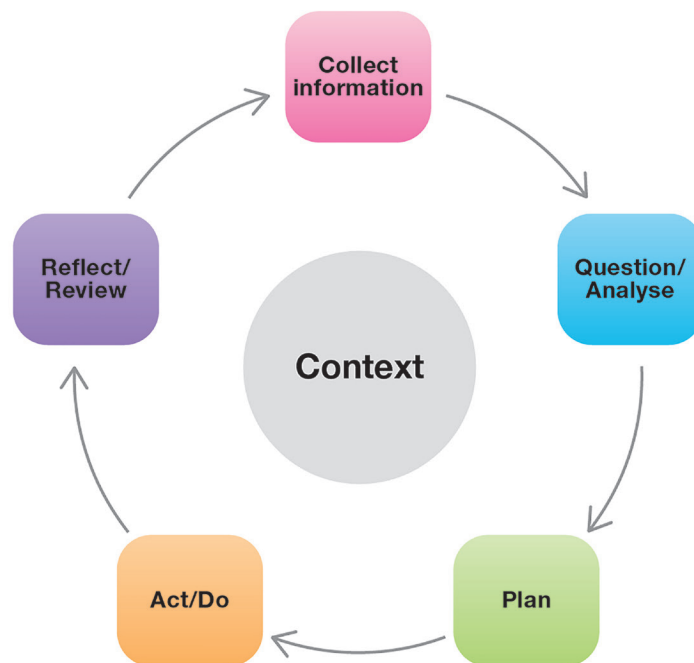 Collect
information
Question/
Analyse
Plan
Act/Do
Reflect/
Review
Context